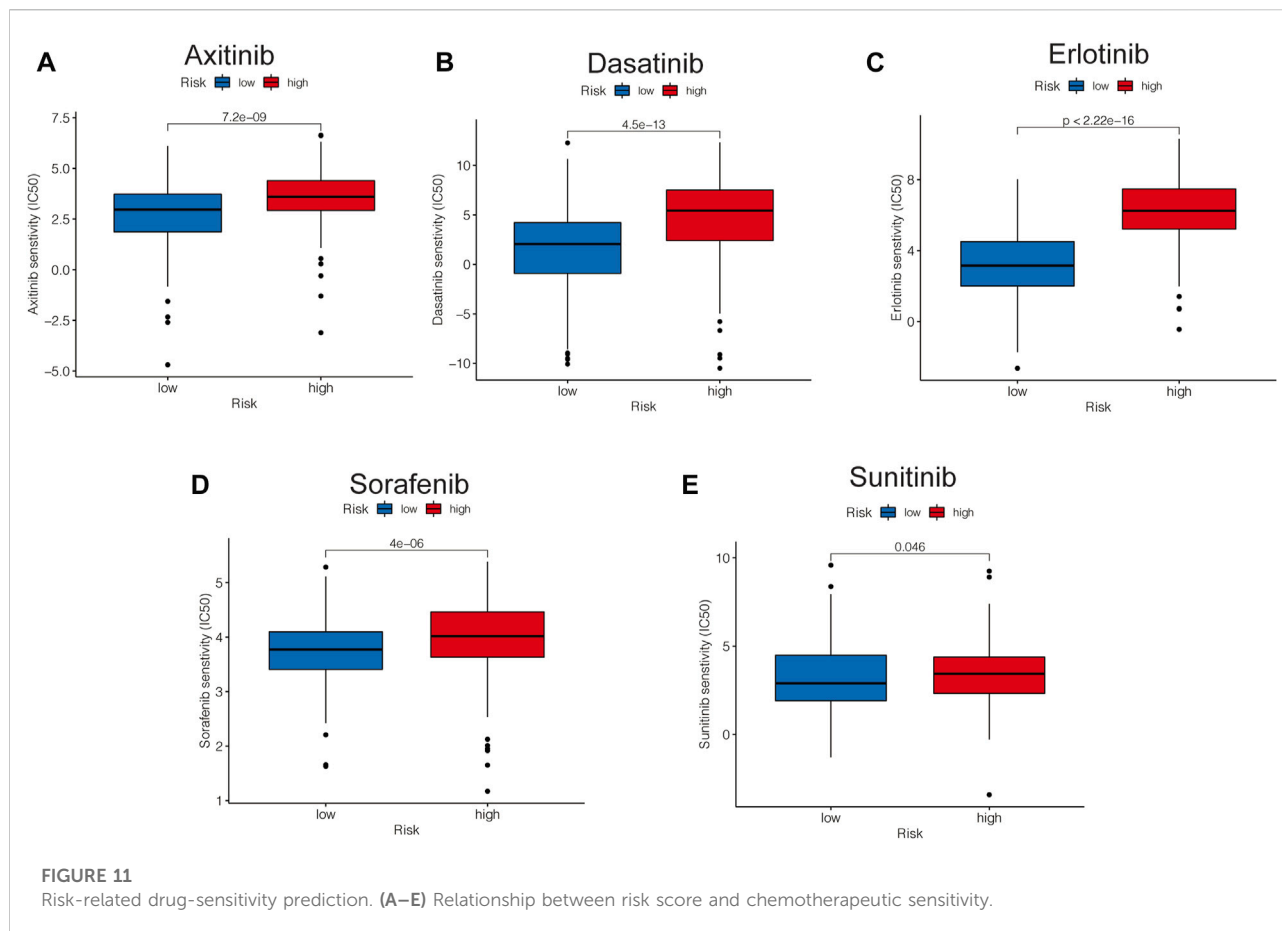 A
Axitinib
Risk low high
7.2e−09
7.5
5.0
2.5
0.0
−2.5
−5.0
Axitinib senstivity (IC50)
low high
Risk
B
Dasatinib
Risk low high
4.5e−13
10
5
0
−5
−10
Dasatinib senstivity (IC50)
low high
Risk
C
Erlotinib
Risk low high
p < 2.22e−16
8
4
0
Erlotinib senstivity (IC50)
low high
Risk
D
Sorafenib
Risk low high
4e−06
5
4
3
2
1
Sorafenib senstivity (IC50)
low high
Risk
E
Sunitinib
Risk low high
0.046
10
5
0
Sunitinib senstivity (IC50)
low high
Risk
FIGURE 11
Risk-related drug-sensitivity prediction. (A–E) Relationship between risk score and chemotherapeutic sensitivity.